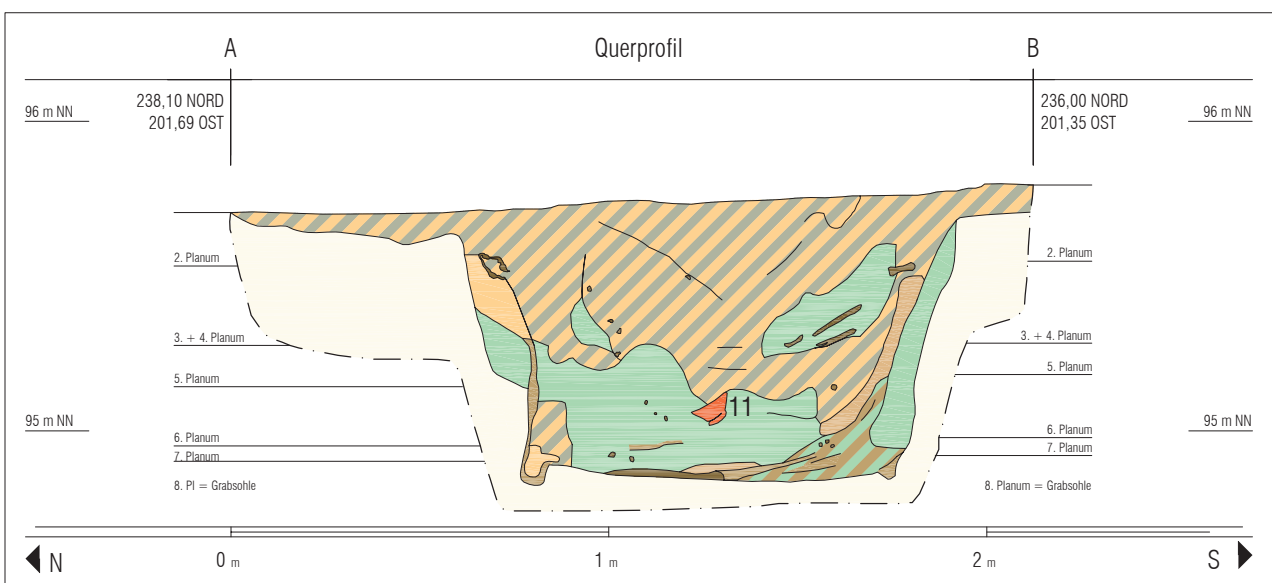 A Querprofil B
238,10 NORD
201,69 OST
236,00 NORD
201,35 OST
96 m NN 96 m NN
2. Planum 2. Planum
3. + 4. Planum 3. + 4. Planum
5. Planum 5. Planum
11
95 m NN 95 m NN
6. Planum 6. Planum
7. Planum 7. Planum
8. Pl = Grabsohle 8. Planum = Grabsohle
N 0 m 1 m 2 m S